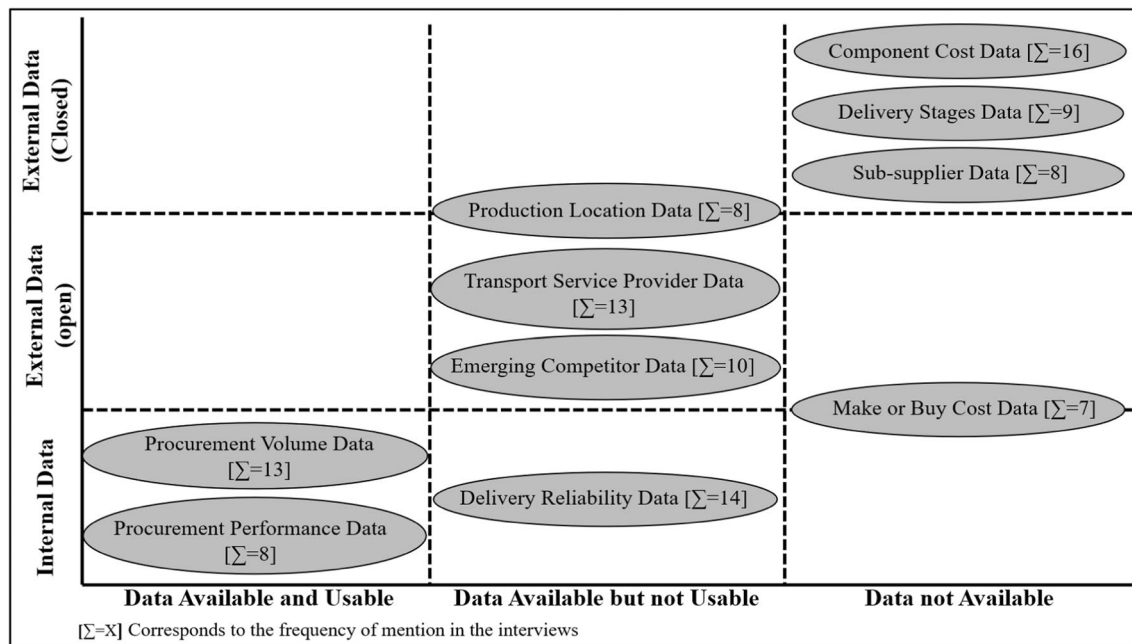 External Data
(Closed)
Component Cost Data [∑=16]
Delivery Stages Data [∑=9]
Sub-supplier Data [∑=8]
Production Location Data [∑=8]
External Data
(open)
Transport Service Provider Data
[∑=13]
Emerging Competitor Data [∑=10]
Make or Buy Cost Data [∑=7]
Internal Data
Procurement Volume Data
[∑=13]
Delivery Reliability Data [∑=14]
Procurement Performance Data
[∑=8]
Data Available and Usable
Data Available but not Usable
Data not Available
[∑=X] Corresponds to the frequency of mention in the interviews